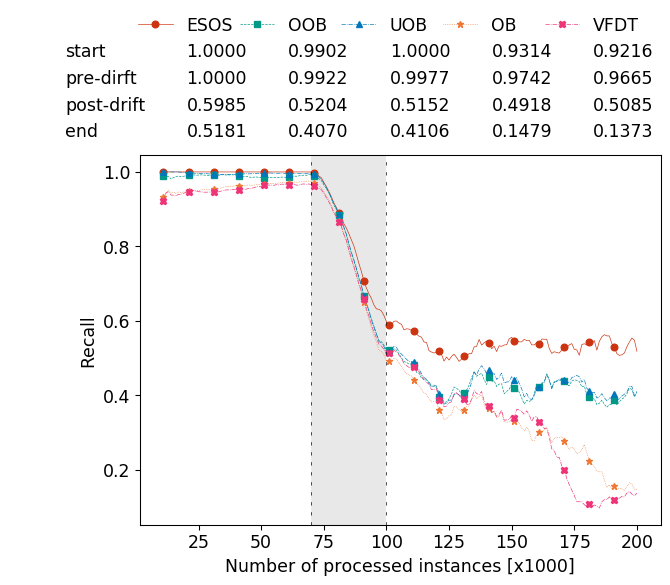 ESOS OOB UOB OB VFDT
start 1.0000 0.9902 1.0000 0.9314 0.9216
pre-dirft 1.0000 0.9922 0.9977 0.9742 0.9665
post-drift 0.5985 0.5204 0.5152 0.4918 0.5085
end 0.5181 0.4070 0.4106 0.1479 0.1373
1.0
0.8
0.6
0.4
0.2
Recall
25 50 75 100 125 150 175 200
Number of processed instances [x1000]